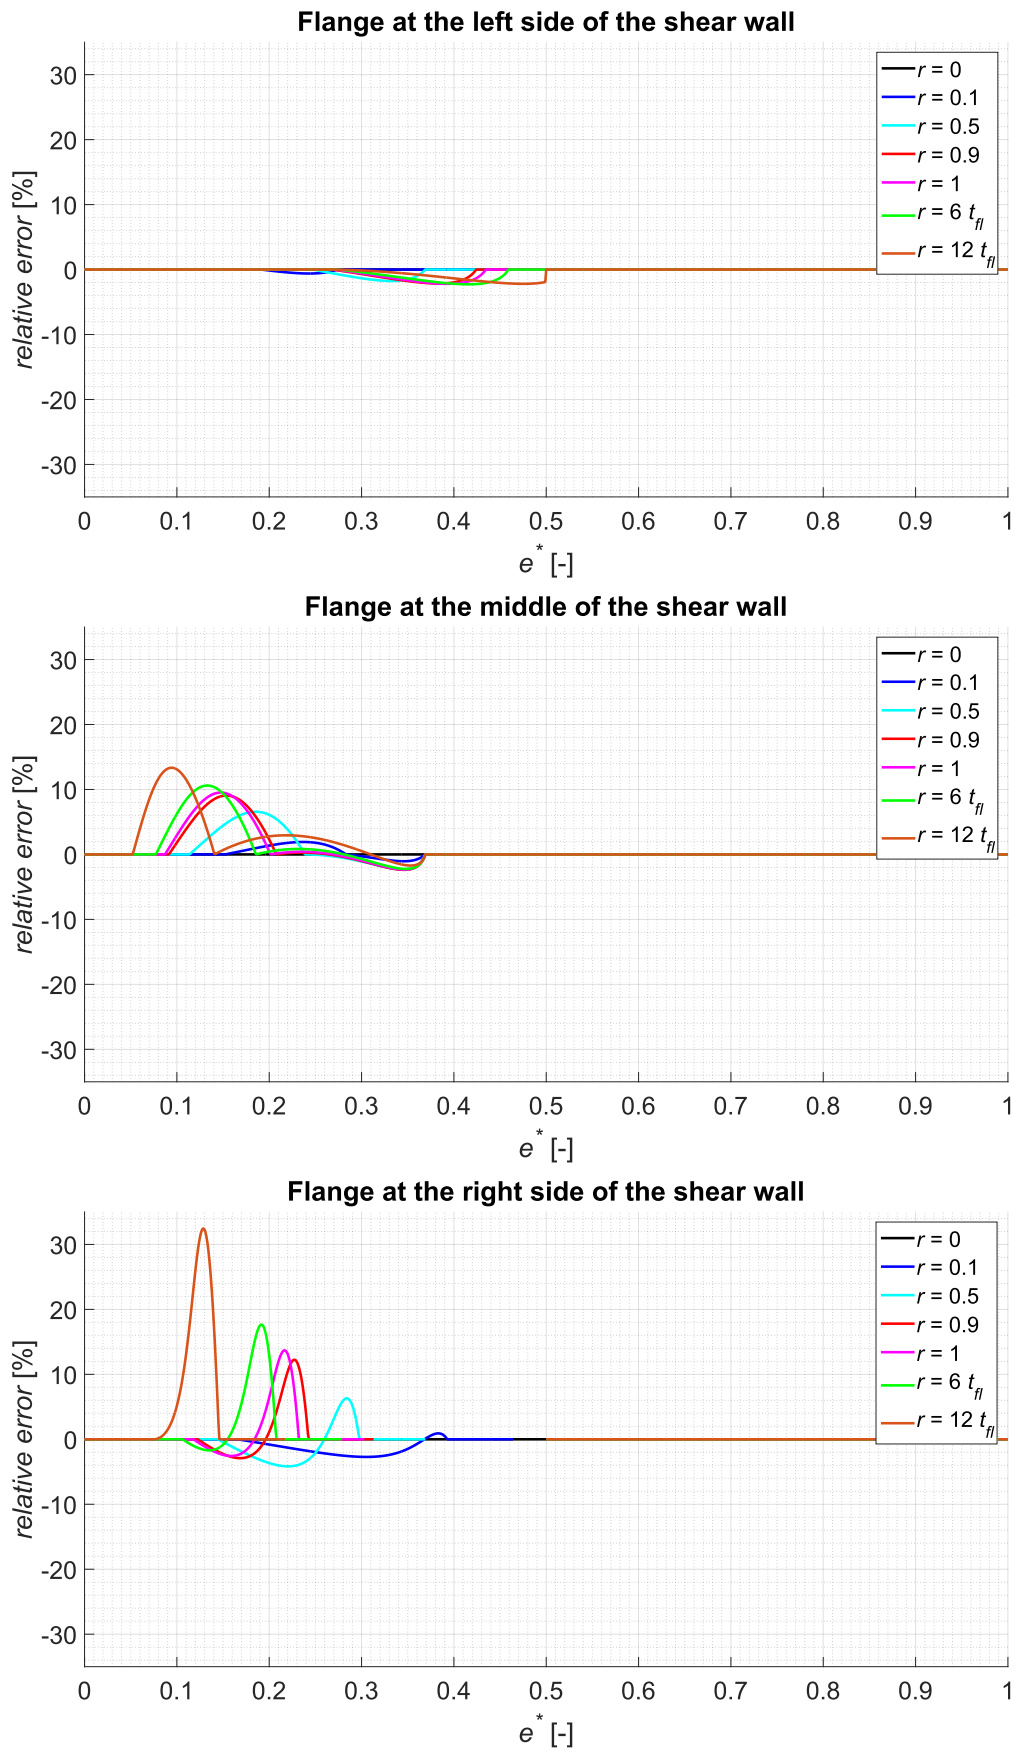 Flange at the left side of the shear wall
relative error [%]
30
20
10
0
-10
-20
-30
0 0.1 0.2 0.3 0.4 0.5 0.6 0.7 0.8 0.9 1
e* [-]
r = 0
r = 0.1
r = 0.5
r = 0.9
r = 1
r = 6 t_fl
r = 12 t_fl
Flange at the middle of the shear wall
relative error [%]
30
20
10
0
-10
-20
-30
0 0.1 0.2 0.3 0.4 0.5 0.6 0.7 0.8 0.9 1
e* [-]
r = 0
r = 0.1
r = 0.5
r = 0.9
r = 1
r = 6 t_fl
r = 12 t_fl
Flange at the right side of the shear wall
relative error [%]
30
20
10
0
-10
-20
-30
0 0.1 0.2 0.3 0.4 0.5 0.6 0.7 0.8 0.9 1
e* [-]
r = 0
r = 0.1
r = 0.5
r = 0.9
r = 1
r = 6 t_fl
r = 12 t_fl